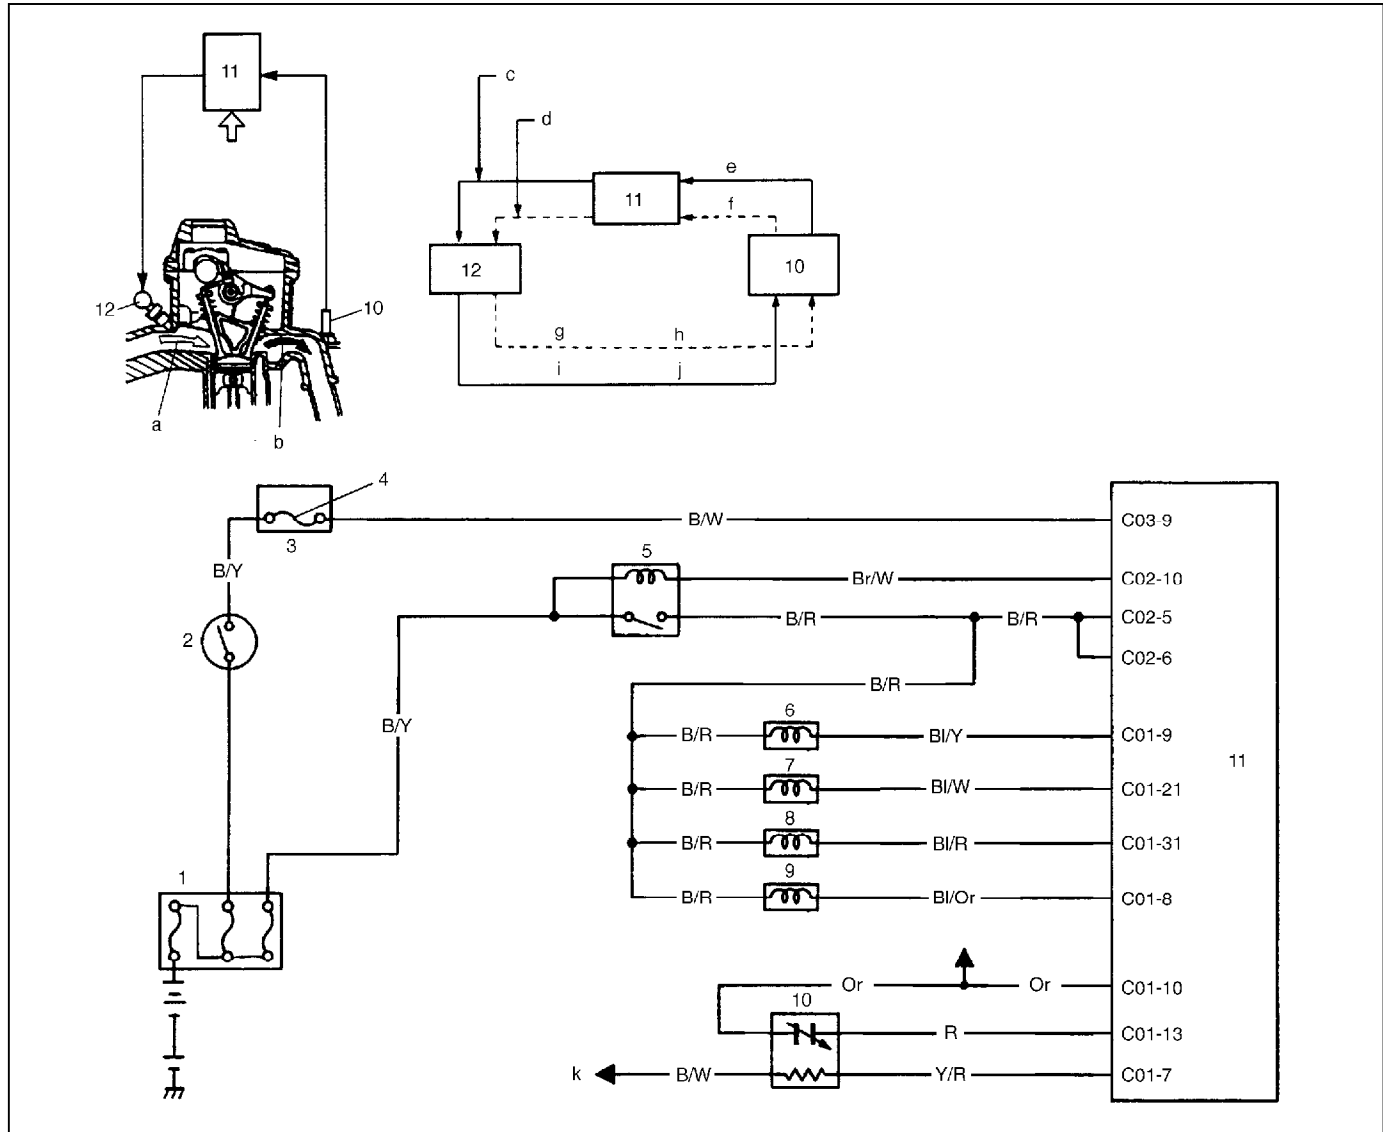 11
c
d
e
11
f
12
10
12
10
g
h
i
j
a
b
4
B/W
C03-9
3
5
B/Y
Br/W
C02-10
2
B/R
B/R
C02-5
C02-6
B/R
B/Y
6
B/R
Bl/Y
C01-9
7
11
B/R
Bl/W
C01-21
8
B/R
Bl/R
C01-31
9
1
B/R
Bl/Or
C01-8
Or
Or
C01-10
10
R
C01-13
k
B/W
Y/R
C01-7